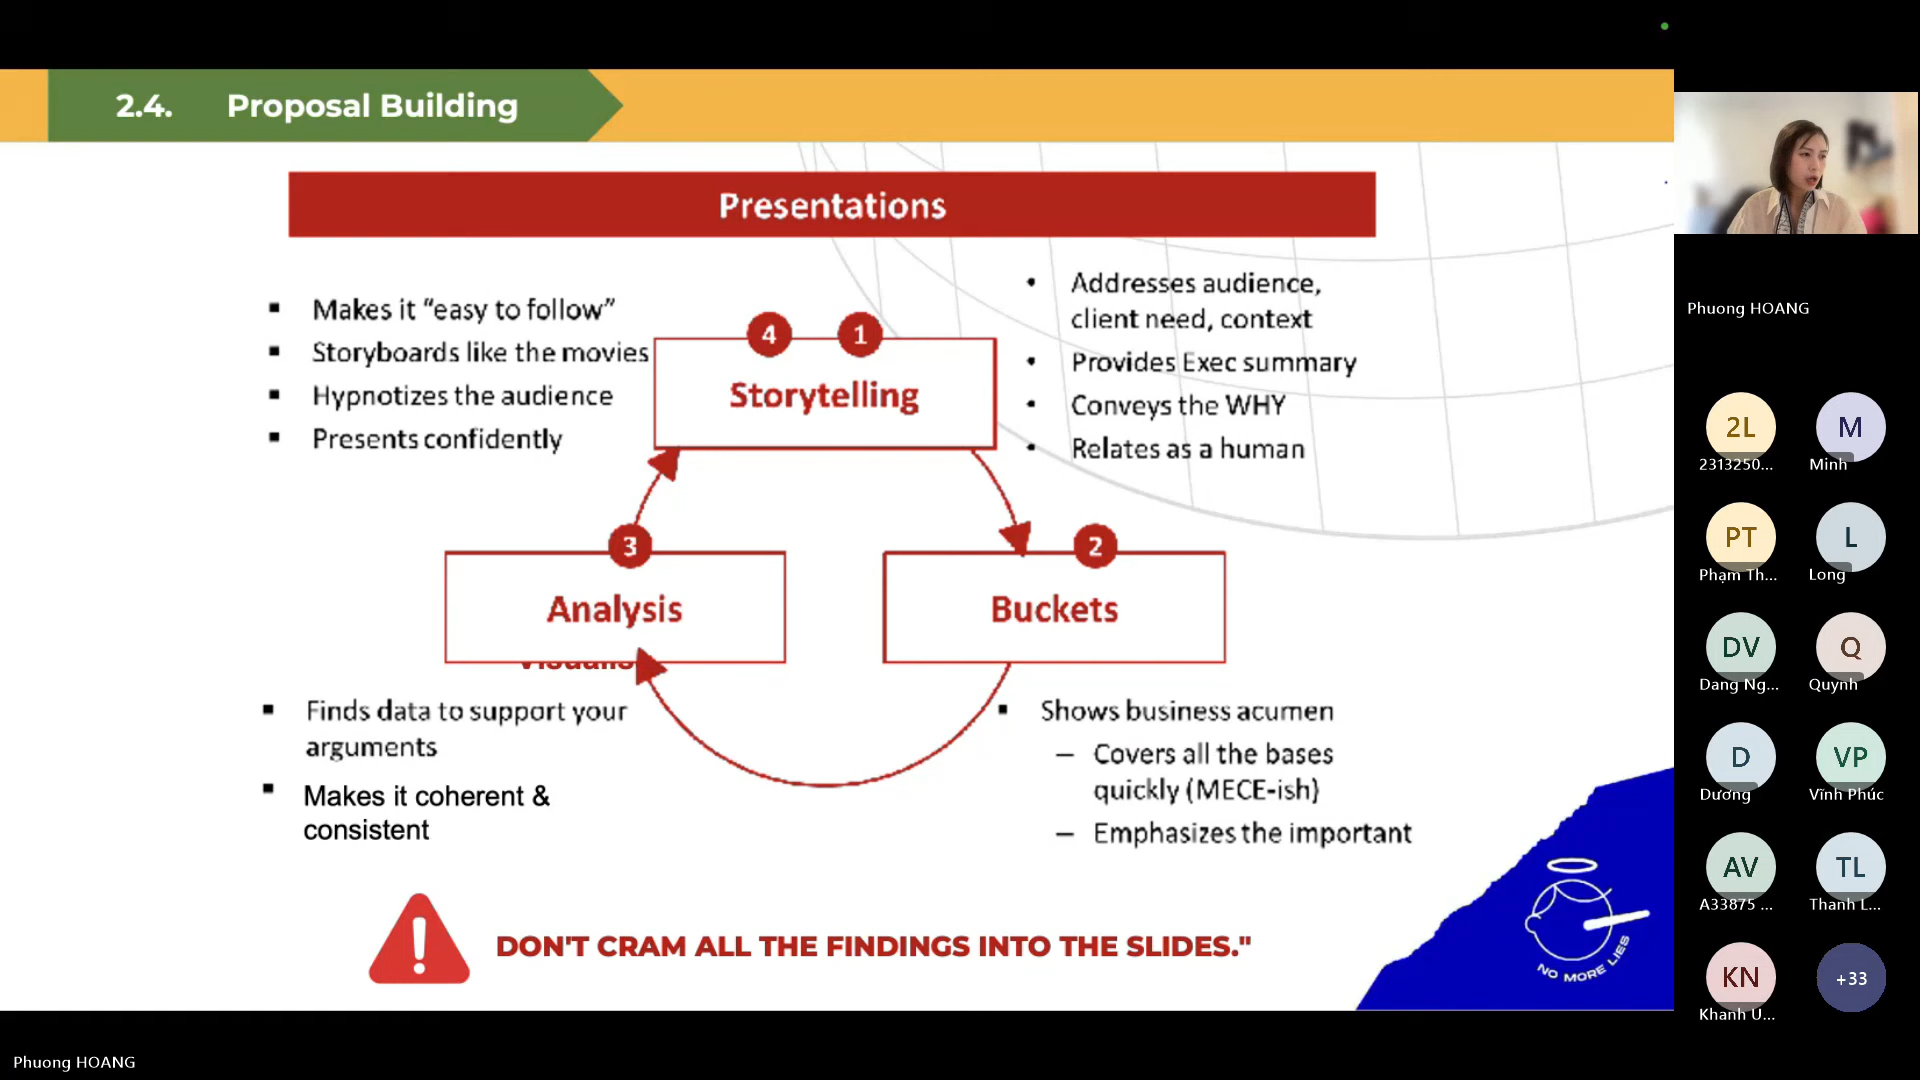 2.4. Proposal Building
Presentations
Makes it “easy to follow”
Storyboards like the movies
Hypnotizes the audience
Presents confidently
4
1
Storytelling
Addresses audience,
client need, context
Provides Exec summary
Conveys the WHY
Relates as a human
3
Analysis
2
Buckets
Finds data to support your
arguments
Makes it coherent &
consistent
Shows business acumen
– Covers all the bases
quickly (MECE-ish)
– Emphasizes the important
DON'T CRAM ALL THE FINDINGS INTO THE SLIDES."
NO MORE LIES
Phuong HOANG
2L
2313250...
M
Minh
PT
Phạm Th...
L
Long
DV
Dang Ng...
Q
Quynh
D
Dương
VP
Vĩnh Phúc
AV
A33875 ...
TL
Thanh L...
KN
Khanh U...
+33
Phuong HOANG